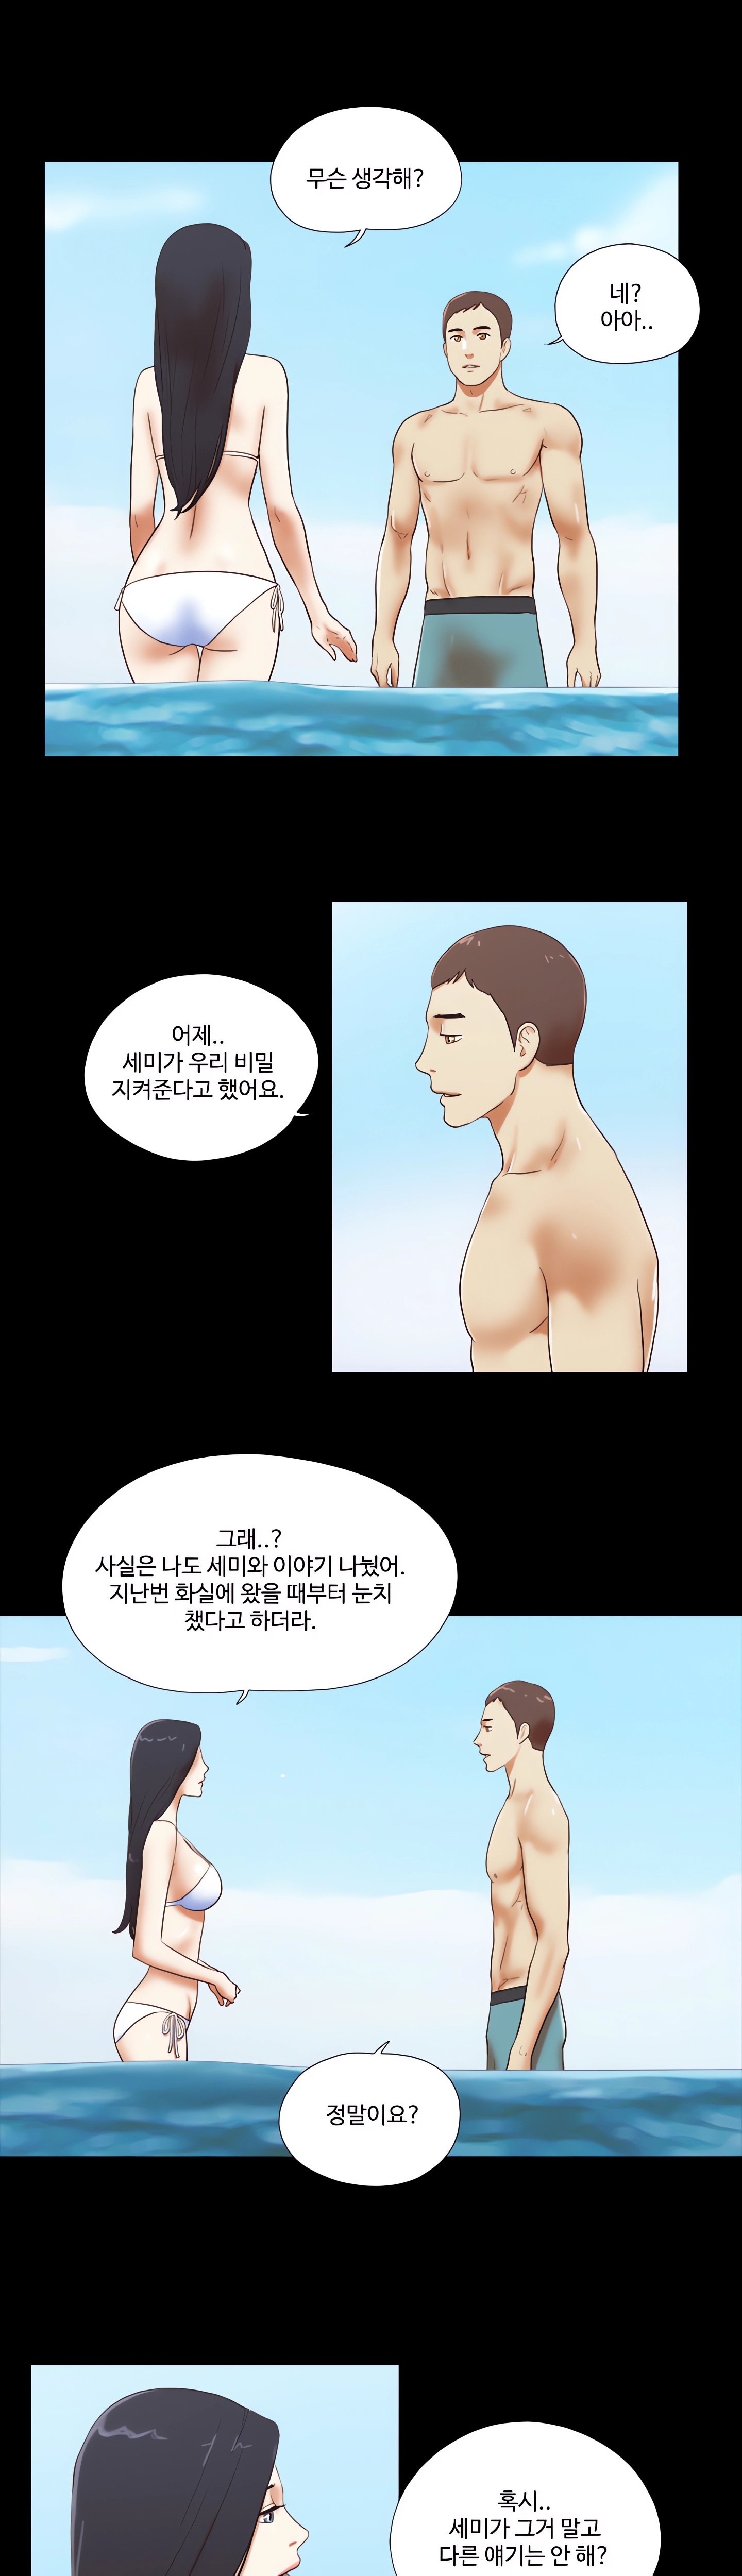 무슨 생각해?
네?
아아..
어제..
세미가 우리 비밀
지켜준다고 했어요.
그래..?
사실은 나도 세미와 이야기 나눴어.
지난번 화실에 왔을 때부터 눈치
챘다고 하더라.
정말이요?
혹시..
세미가 그거 말고
다른 얘기는 안 해?